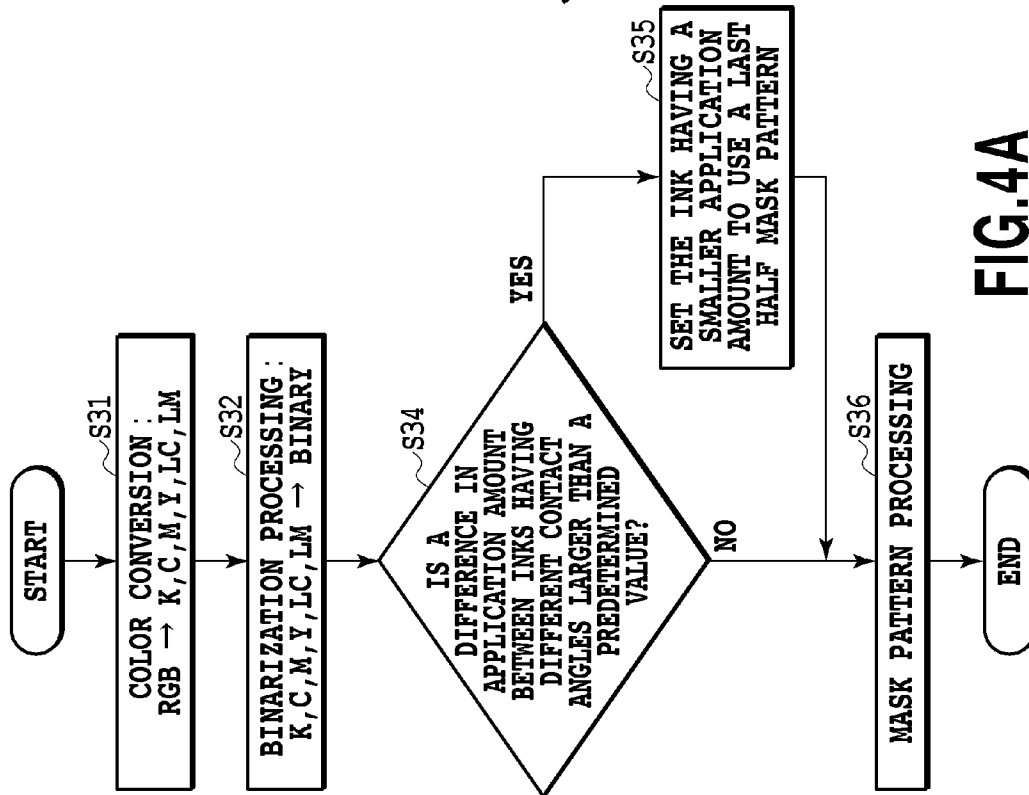 START
S31
COLOR CONVERSION:
RGB → K,C,M,Y,LC,LM
S32
BINARIZATION PROCESSING:
K,C,M,Y,LC,LM → BINARY
S34
IS A
DIFFERENCE IN
APPLICATION AMOUNT
BETWEEN INKS HAVING
DIFFERENT CONTACT
ANGLES LARGER THAN A
PREDETERMINED
VALUE?
YES
S35
SET THE INK HAVING A
SMALLER APPLICATION
AMOUNT TO USE A LAST
HALF MASK PATTERN
NO
S36
MASK PATTERN PROCESSING
END
FIG.4A